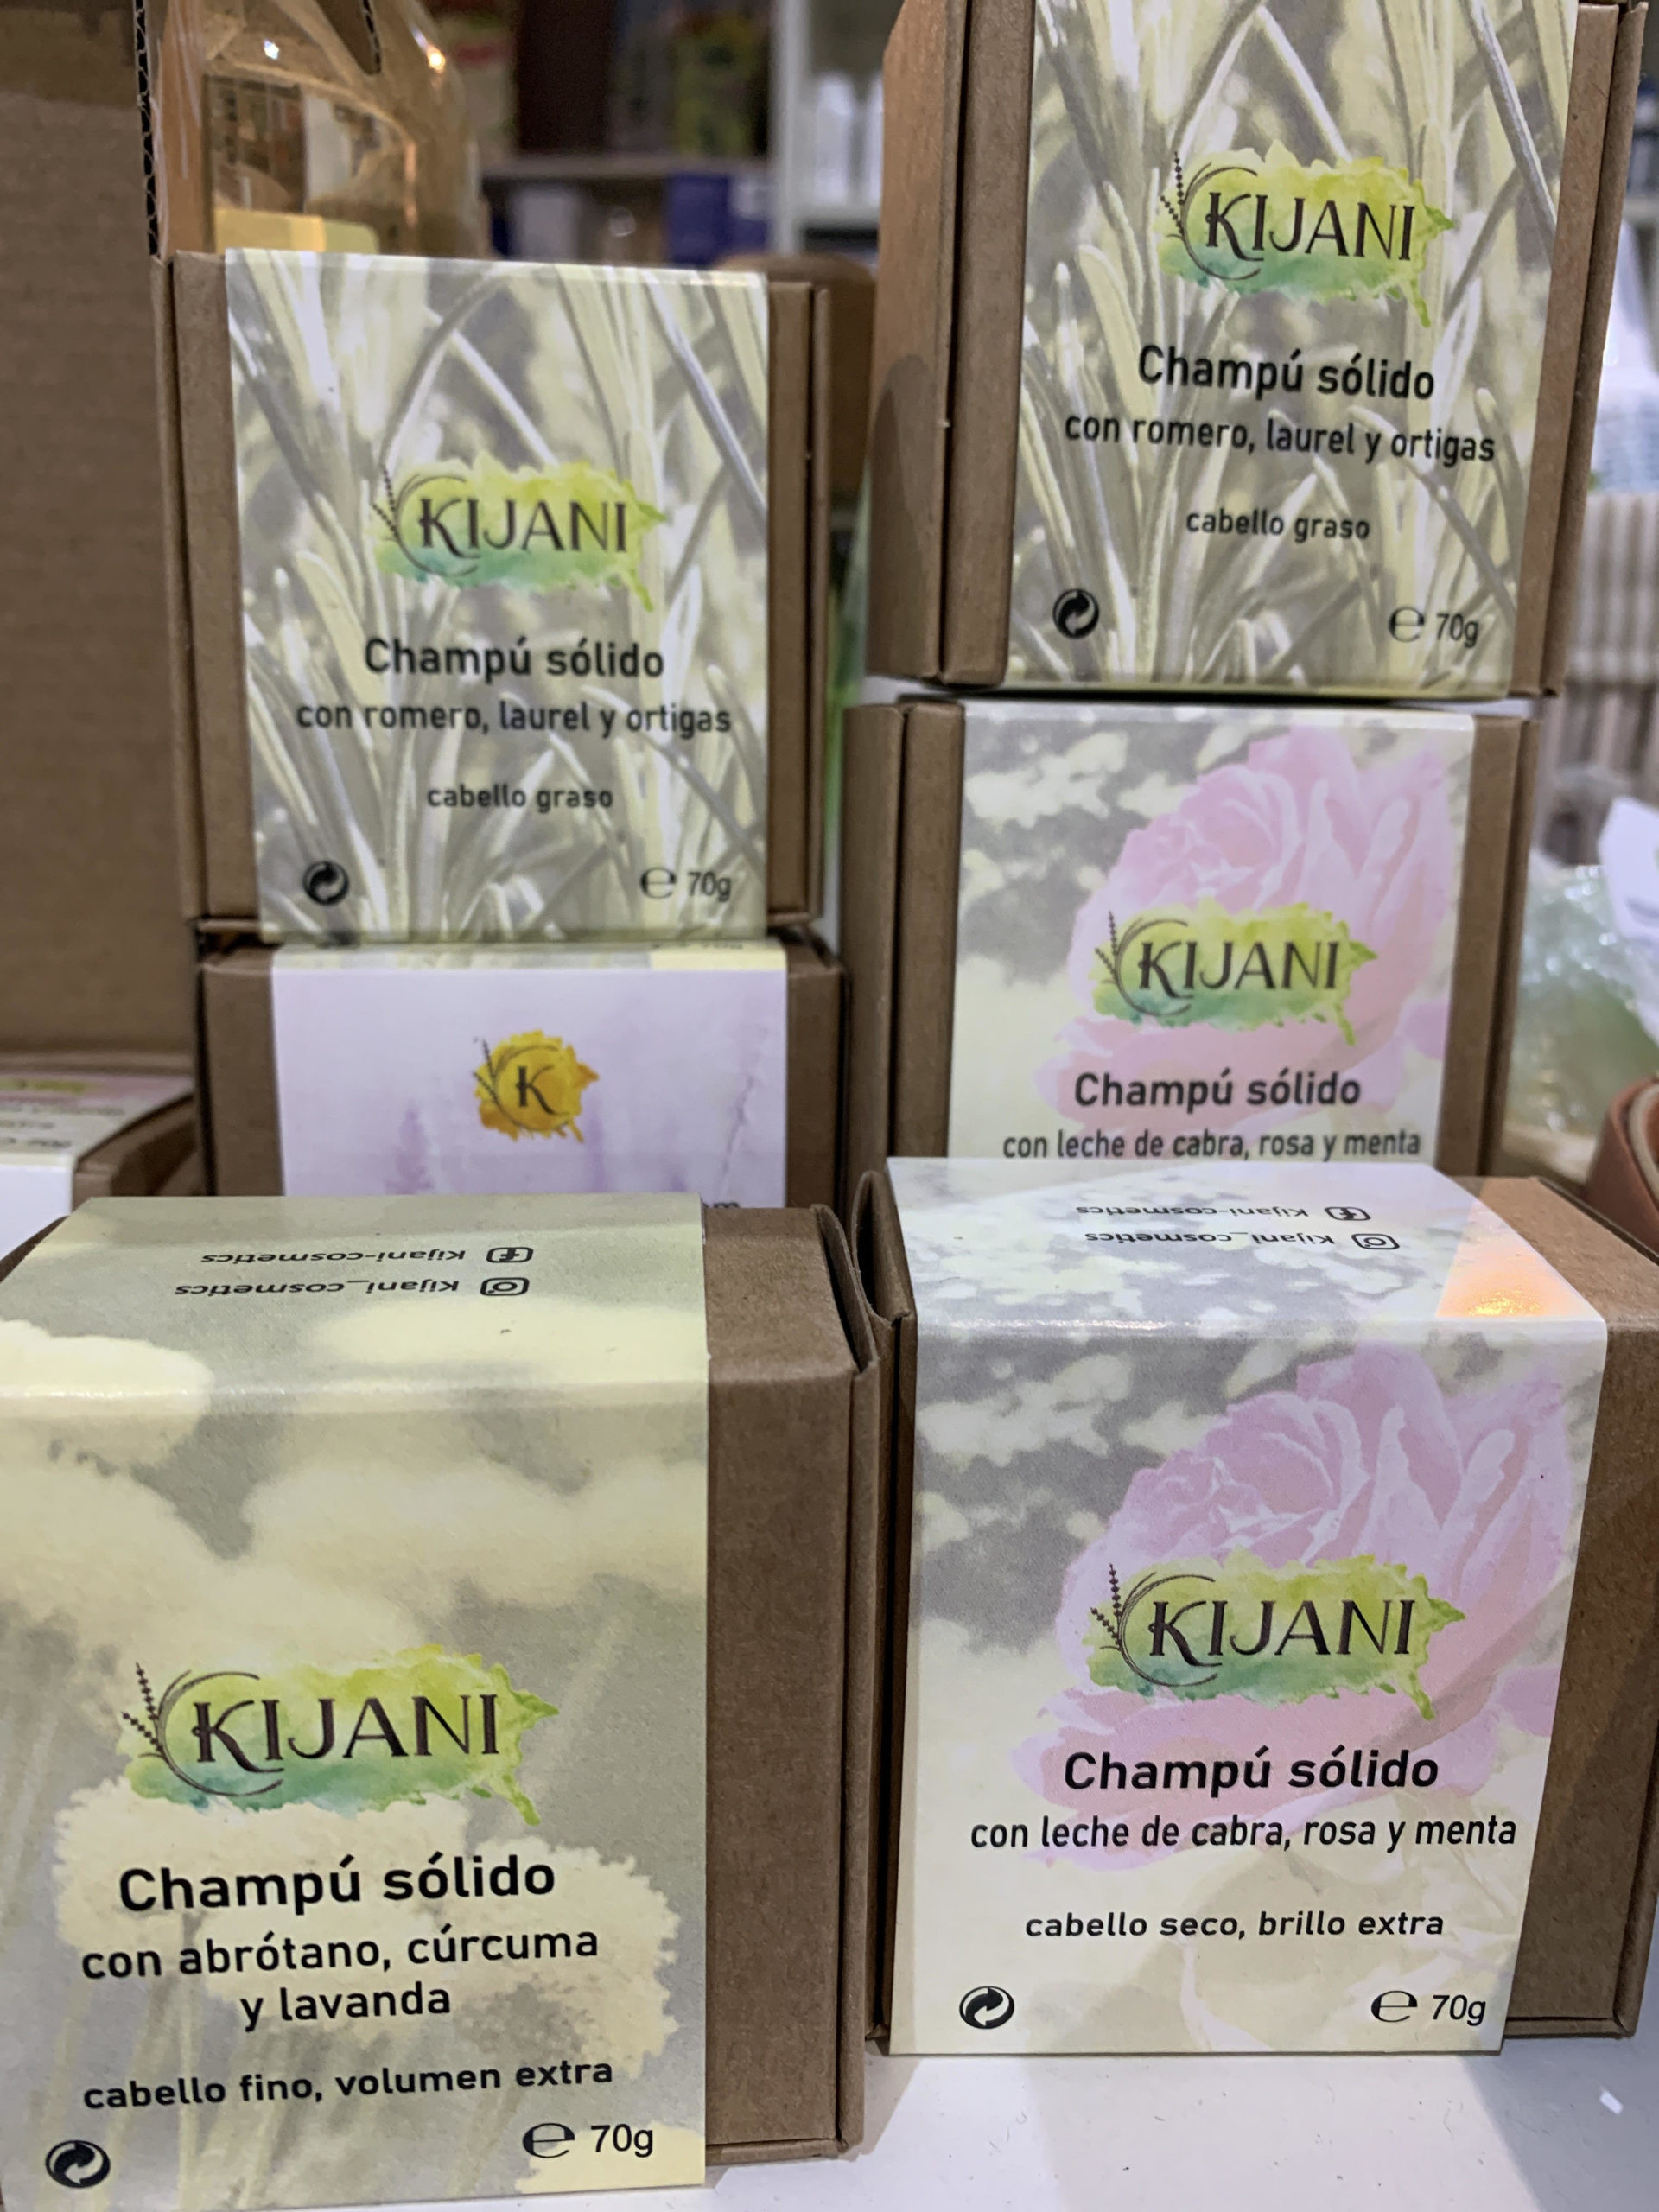 KIJANI
Champú sólido
con romero, laurel y ortigas
cabello graso
e 70g
KIJANI
Champú sólido
con romero, laurel y ortigas
cabello graso
e 70g
K
KIJANI
Champú sólido
con leche de cabra, rosa y menta
Kijani-cosmetics
Kijani_cosmetics
KIJANI
Champú sólido
con abrótano, cúrcuma
y lavanda
cabello fino, volumen extra
e 70g
Kijani-cosmetics
Kijani_cosmetics
KIJANI
Champú sólido
con leche de cabra, rosa y menta
cabello seco, brillo extra
e 70g